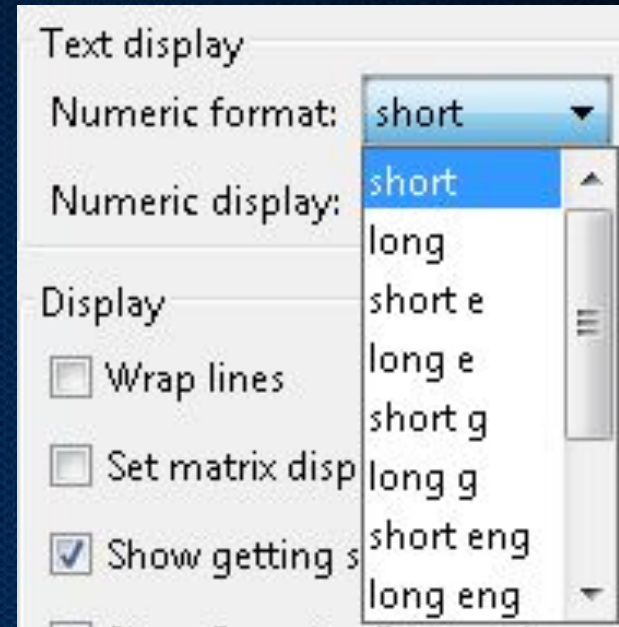 Text display
Numeric format: short
short
Numeric display:
long
Display
short e
Wrap lines
long e
short g
Set matrix disp
long g
Show getting s
short eng
long eng